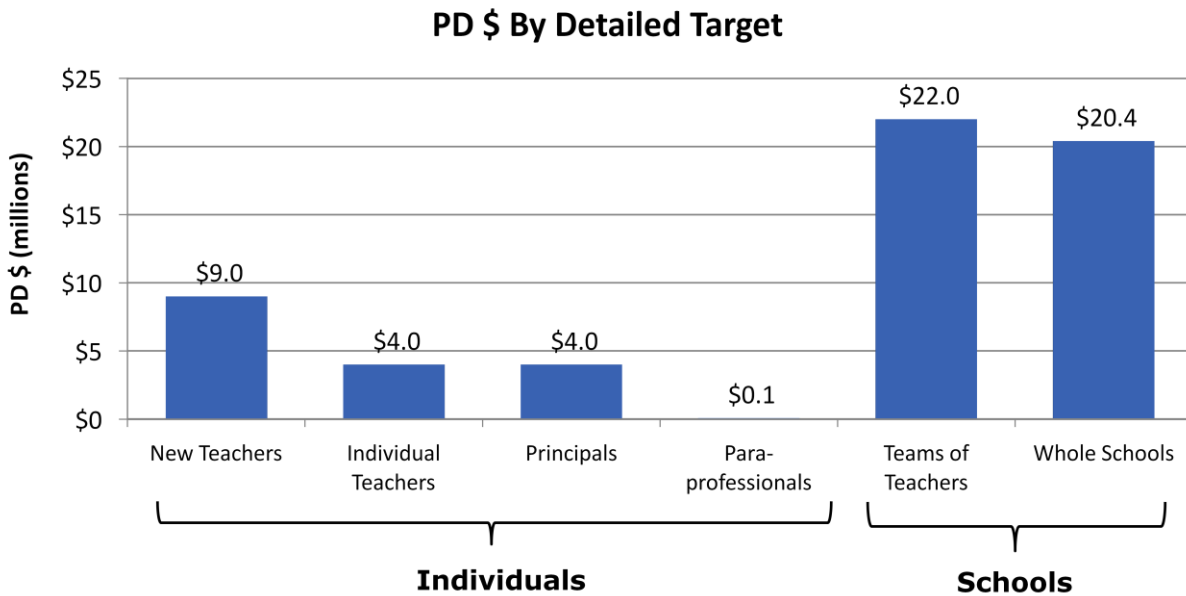 PD $ By Detailed Target
PD $ (millions)
$25
$20
$15
$10
$5
$0
$9.0
$4.0
$4.0
$0.1
$22.0
$20.4
New Teachers
Individual
Teachers
Principals
Para-
professionals
Teams of
Teachers
Whole Schools
Individuals
Schools